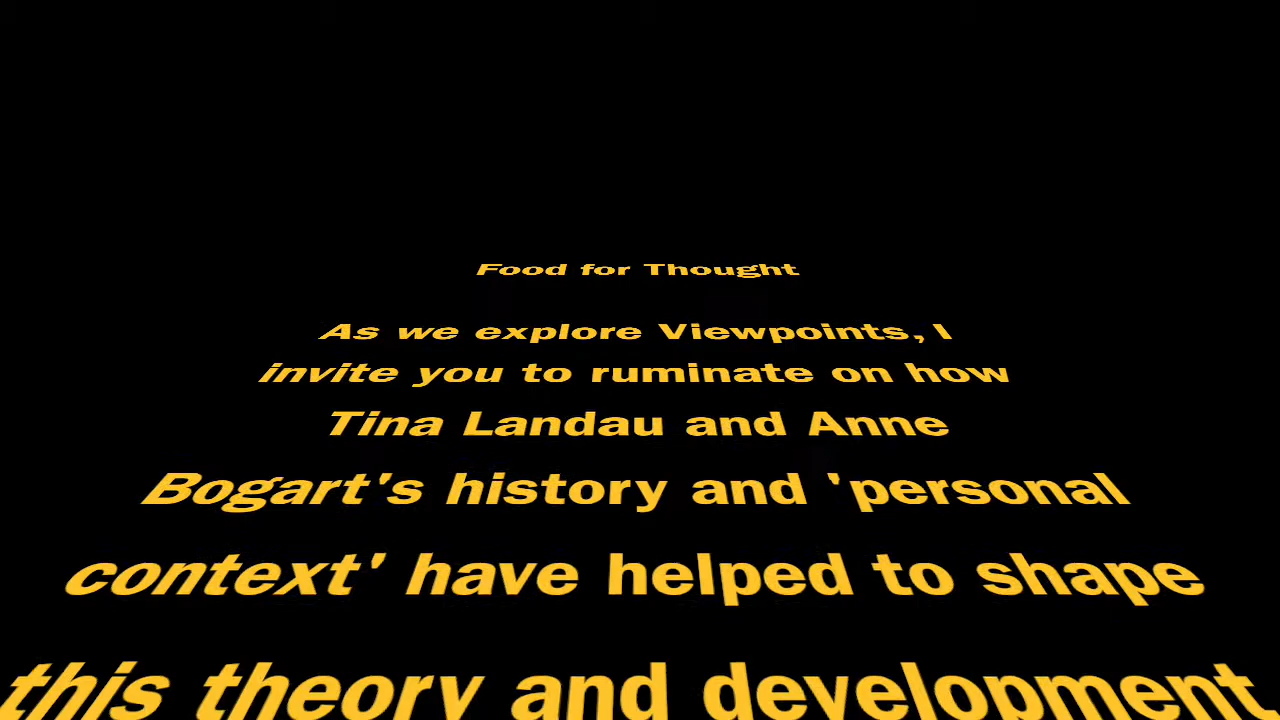 Food for Thought
As we explore Viewpoints, I
invite you to ruminate on how
Tina Landau and Anne
Bogart's history and 'personal
context' have helped to shape
this theory and development